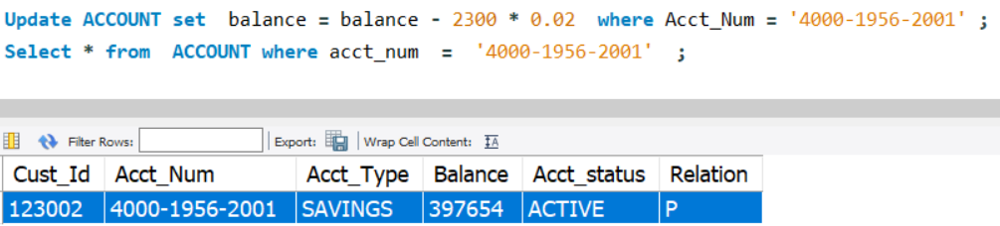 Update ACCOUNT set balance = balance - 2300 * 0.02 where Acct_Num = '4000-1956-2001' ;
Select * from ACCOUNT where acct_num = '4000-1956-2001' ;
Filter Rows: Export: Wrap Cell Content: IA
Cust_Id Acct_Num Acct_Type Balance Acct_status Relation
123002 4000-1956-2001 SAVINGS 397654 ACTIVE P